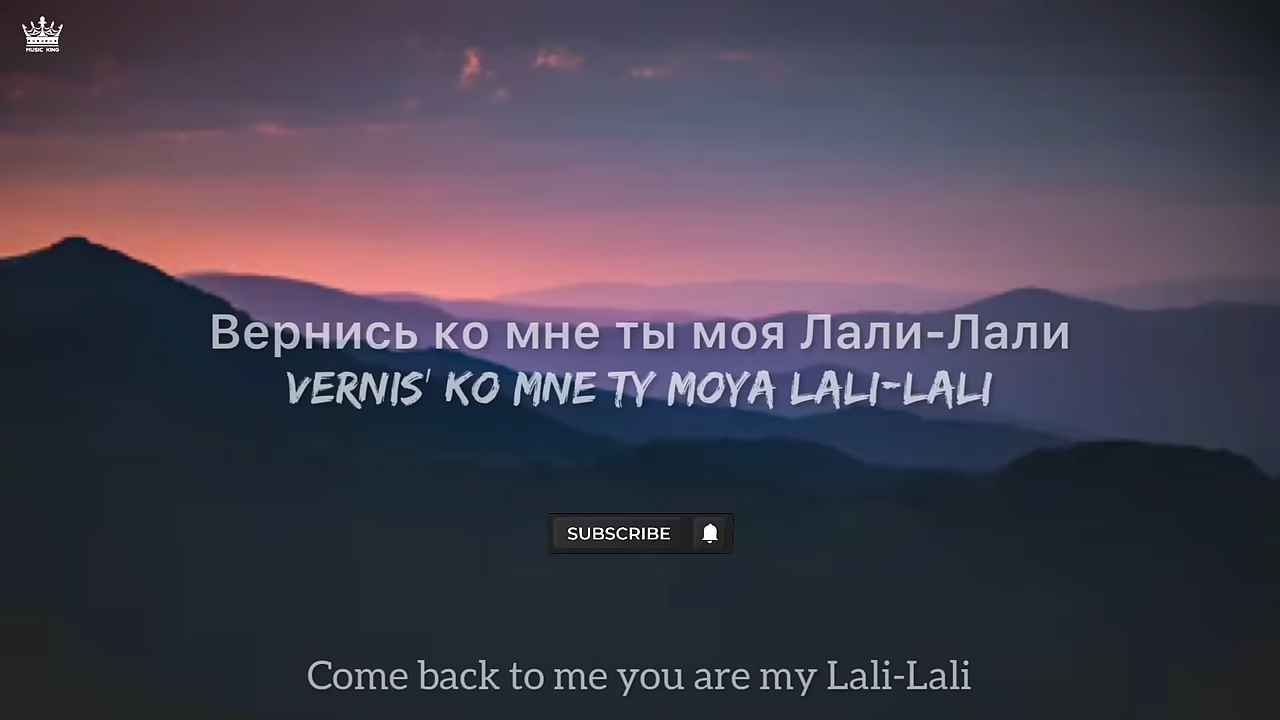 MUSIC KING
Вернись ко мне ты моя Лали-Лали
VERNIS' KO MNE TY MOYA LALI-LALI
SUBSCRIBE
Come back to me you are my Lali-Lali